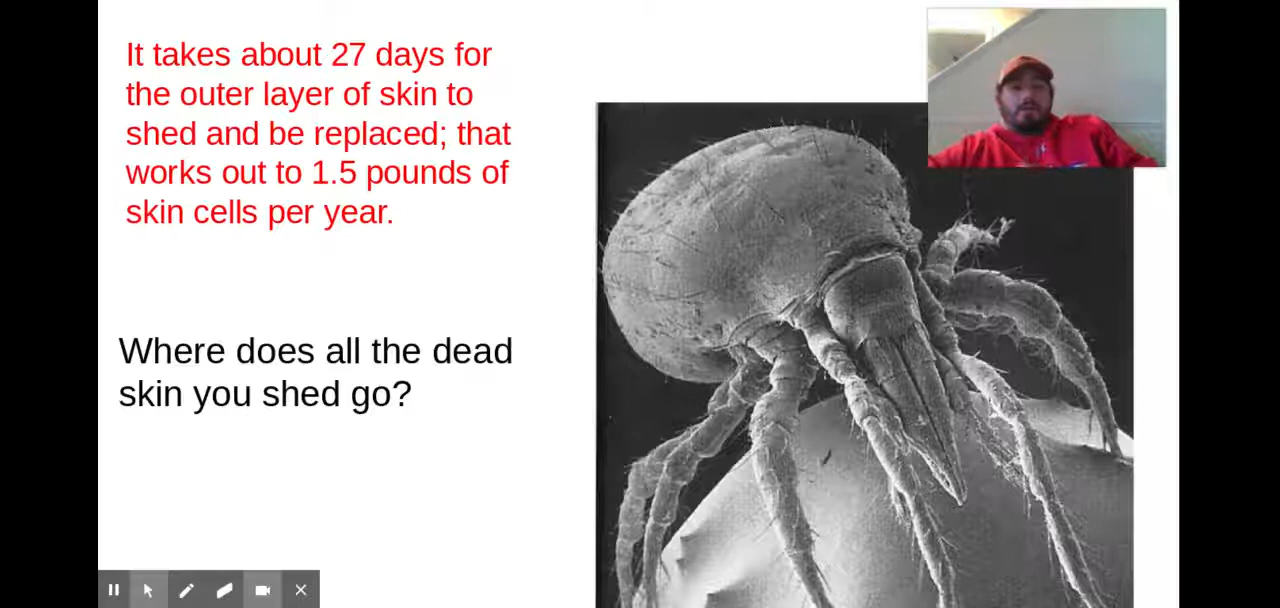 It takes about 27 days for
the outer layer of skin to
shed and be replaced; that
works out to 1.5 pounds of
skin cells per year.
Where does all the dead
skin you shed go?